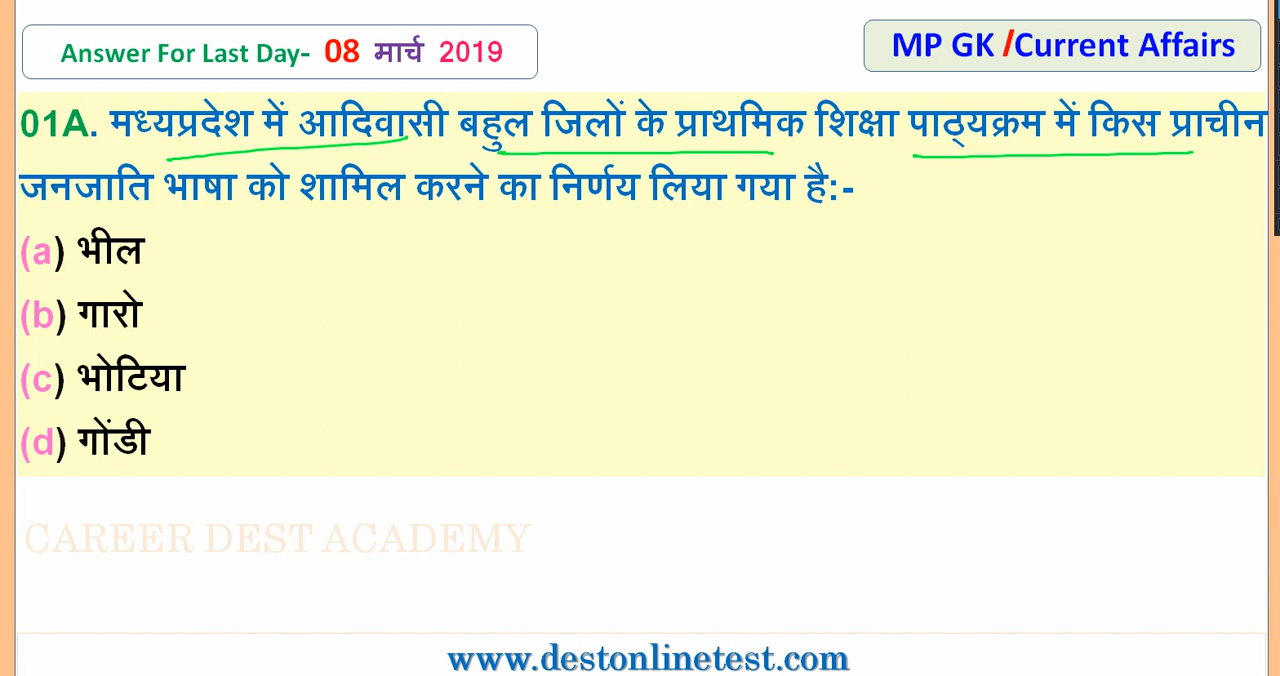 Answer For Last Day- 08 मार्च 2019
MP GK /Current Affairs
01A. मध्यप्रदेश में आदिवासी बहुल जिलों के प्राथमिक शिक्षा पाठ्यक्रम में किस प्राचीन
जनजाति भाषा को शामिल करने का निर्णय लिया गया है:-
(a) भील
(b) गारो
(c) भोटिया
(d) गोंडी
CAREER DEST ACADEMY
www.destonlinetest.com